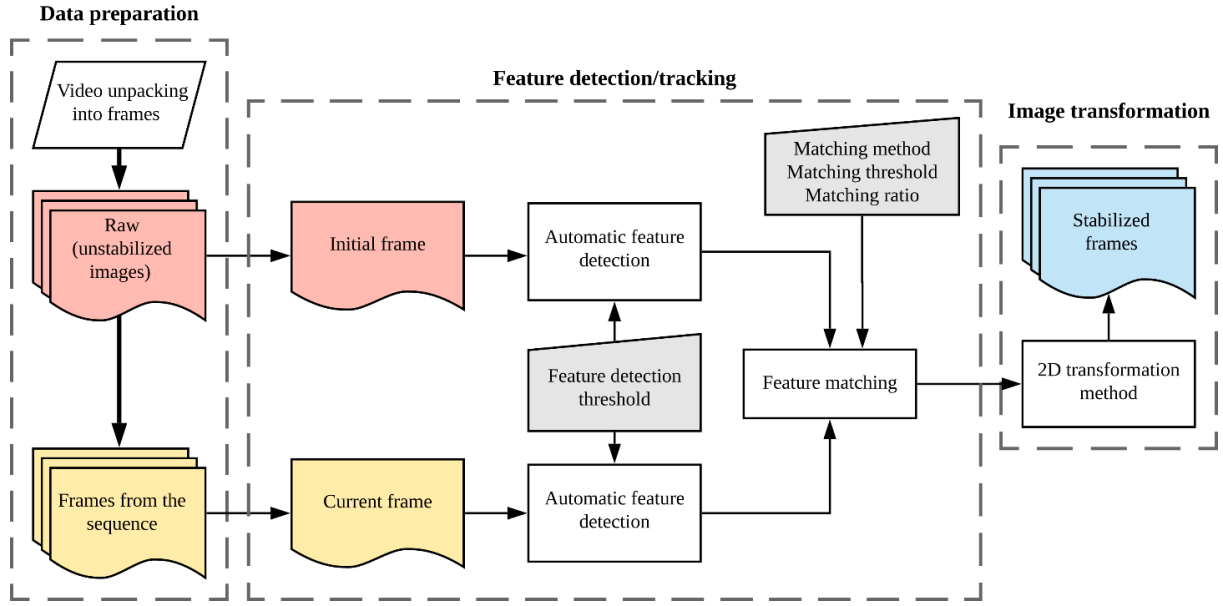 Data preparation
Video unpacking
into frames
Raw
(unstabilized
images)
Frames from the
sequence
Feature detection/tracking
Initial frame
Automatic feature
detection
Matching method
Matching threshold
Matching ratio
Feature detection
threshold
Feature matching
Current frame
Automatic feature
detection
Image transformation
Stabilized
frames
2D transformation
method